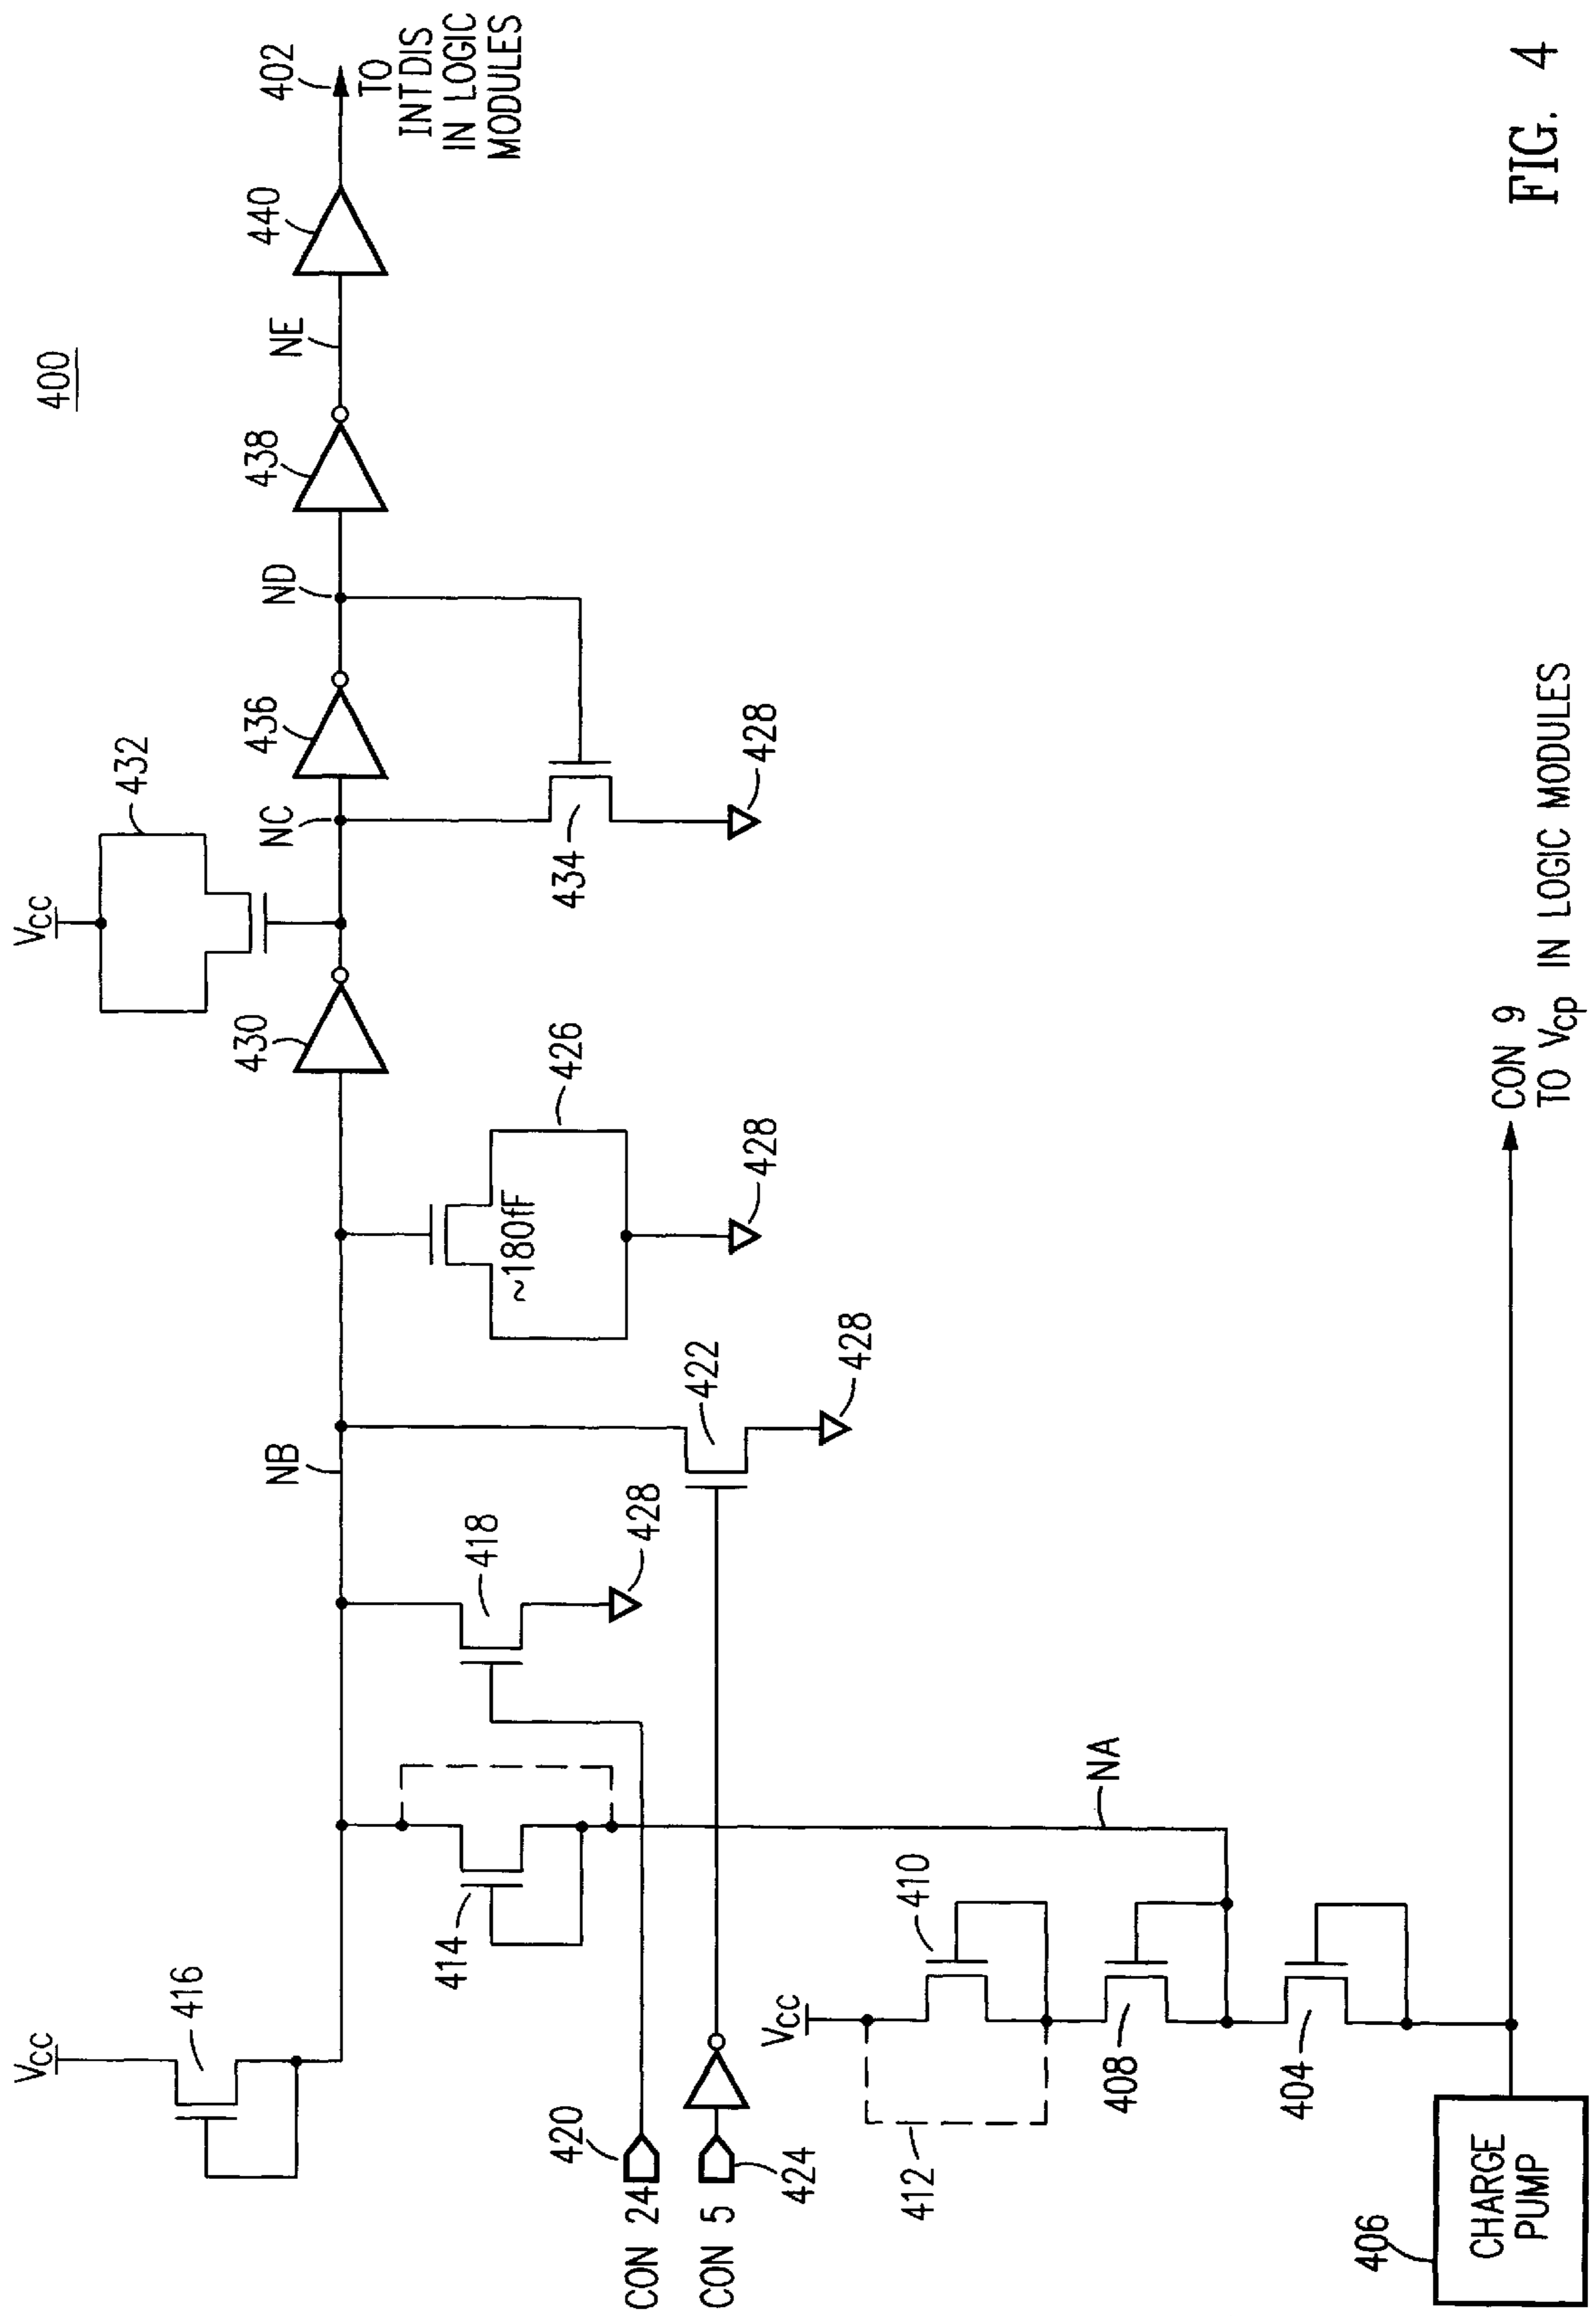 400
Vcc
416
Vcc
432
NB
430
NC
436
ND
438
NE
440
402
TO
INTDIS
IN LOGIC
MODULES
414
418
428
422
428
~180fF
426
428
434
428
420
CON 24
CON 5
424
NA
Vcc
410
412
408
404
406
CHARGE
PUMP
CON 9
TO Vcp IN LOGIC MODULES
FIG. 4